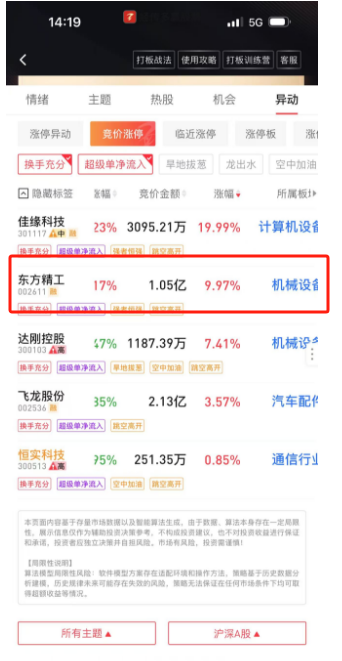 14:19
5G
打板战法 使用攻略 打板训练营 客服
情绪 主题 热股 机会 异动
涨停异动 竞价涨停 临近涨停 涨停板
换手充分 超级单净流入 旱地拔葱 龙出水 空中加油
隐藏标签 涨幅 竞价金额 涨幅 所属板块
佳缘科技 23% 3095.21万 19.99% 计算机设备
301117 中 融
换手充分 超级单净流入 强者恒强 跳空高开
东方精工 17% 1.05亿 9.97% 机械设备
002611 融
换手充分 超级单净流入 跳空高开
达刚控股 47% 1187.39万 7.41% 机械设备
300103 高
换手充分 超级单净流入 旱地拔葱 空中加油 跳空高开
飞龙股份 35% 2.13亿 3.57% 汽车配件
002536 融
换手充分 超级单净流入 跳空高开
恒实科技 75% 251.35万 0.85% 通信行业
300513 高
换手充分 超级单净流入 空中加油 跳空高开
本页面内容基于存量市场数据以及智能算法生成，由于数据、算法本身存在一定局限
性，展示信息仅作为辅助投资决策参考，不构成投资建议，也不对投资收益进行保证
和承诺，投资者应独立决策并自担风险。市场有风险，投资需谨慎！
【局限性说明】
算法模型局限性风险：软件模型方案存在适配环境和操作方法，策略基于历史数据分
析建模，历史规律未来可能存在失效的风险，策略无法保证在任何市场条件下均可取
得超额收益等情况。
所有主题▲ 沪深A股▲